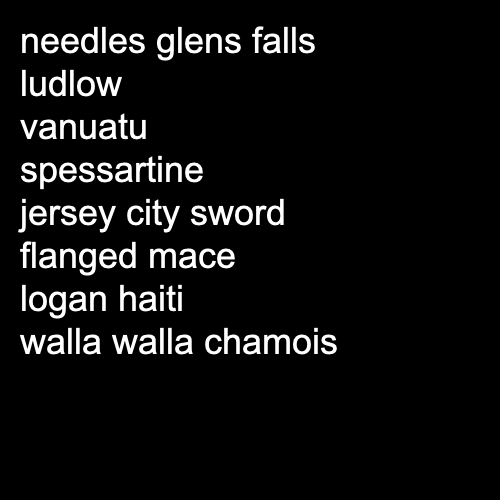 needles glens falls
ludlow
vanuatu
spessartine
jersey city sword
flanged mace
logan haiti
walla walla chamois